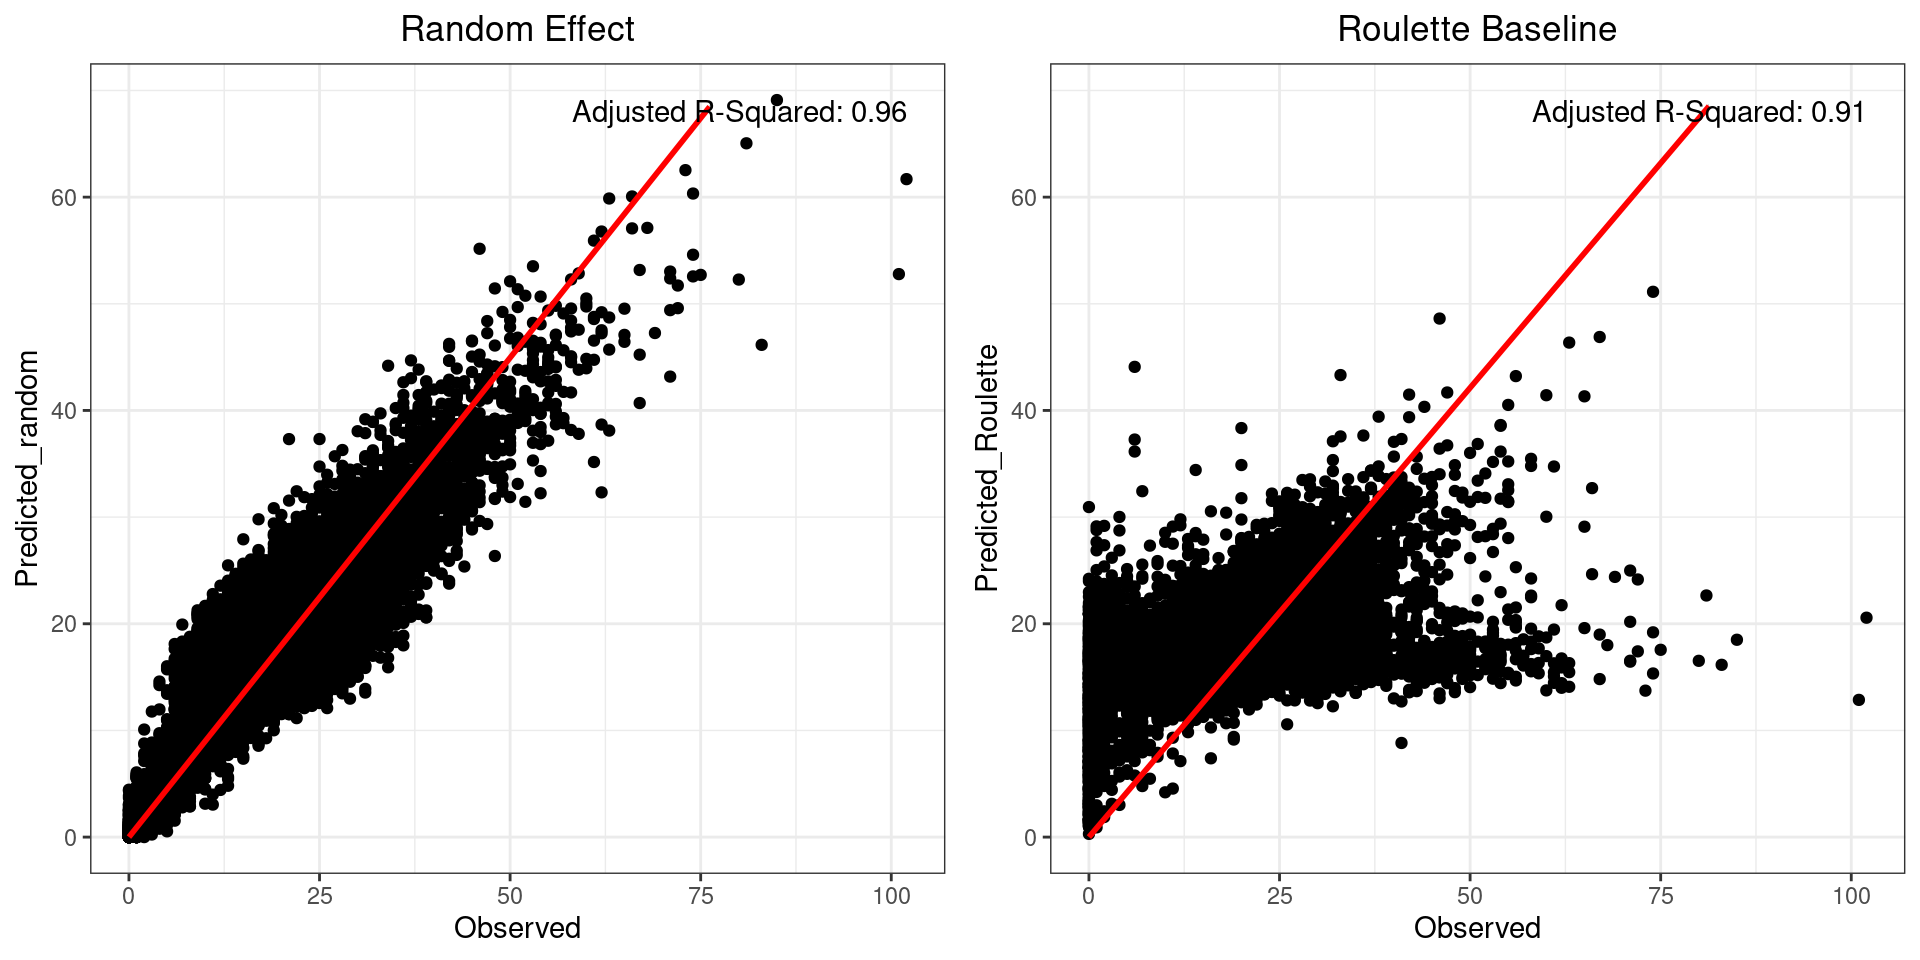 Random Effect
Adjusted R-Squared: 0.96
Predicted_random
60
40
20
0
0 25 50 75 100
Observed
Roulette Baseline
Adjusted R-Squared: 0.91
Predicted_Roulette
60
40
20
0
0 25 50 75 100
Observed